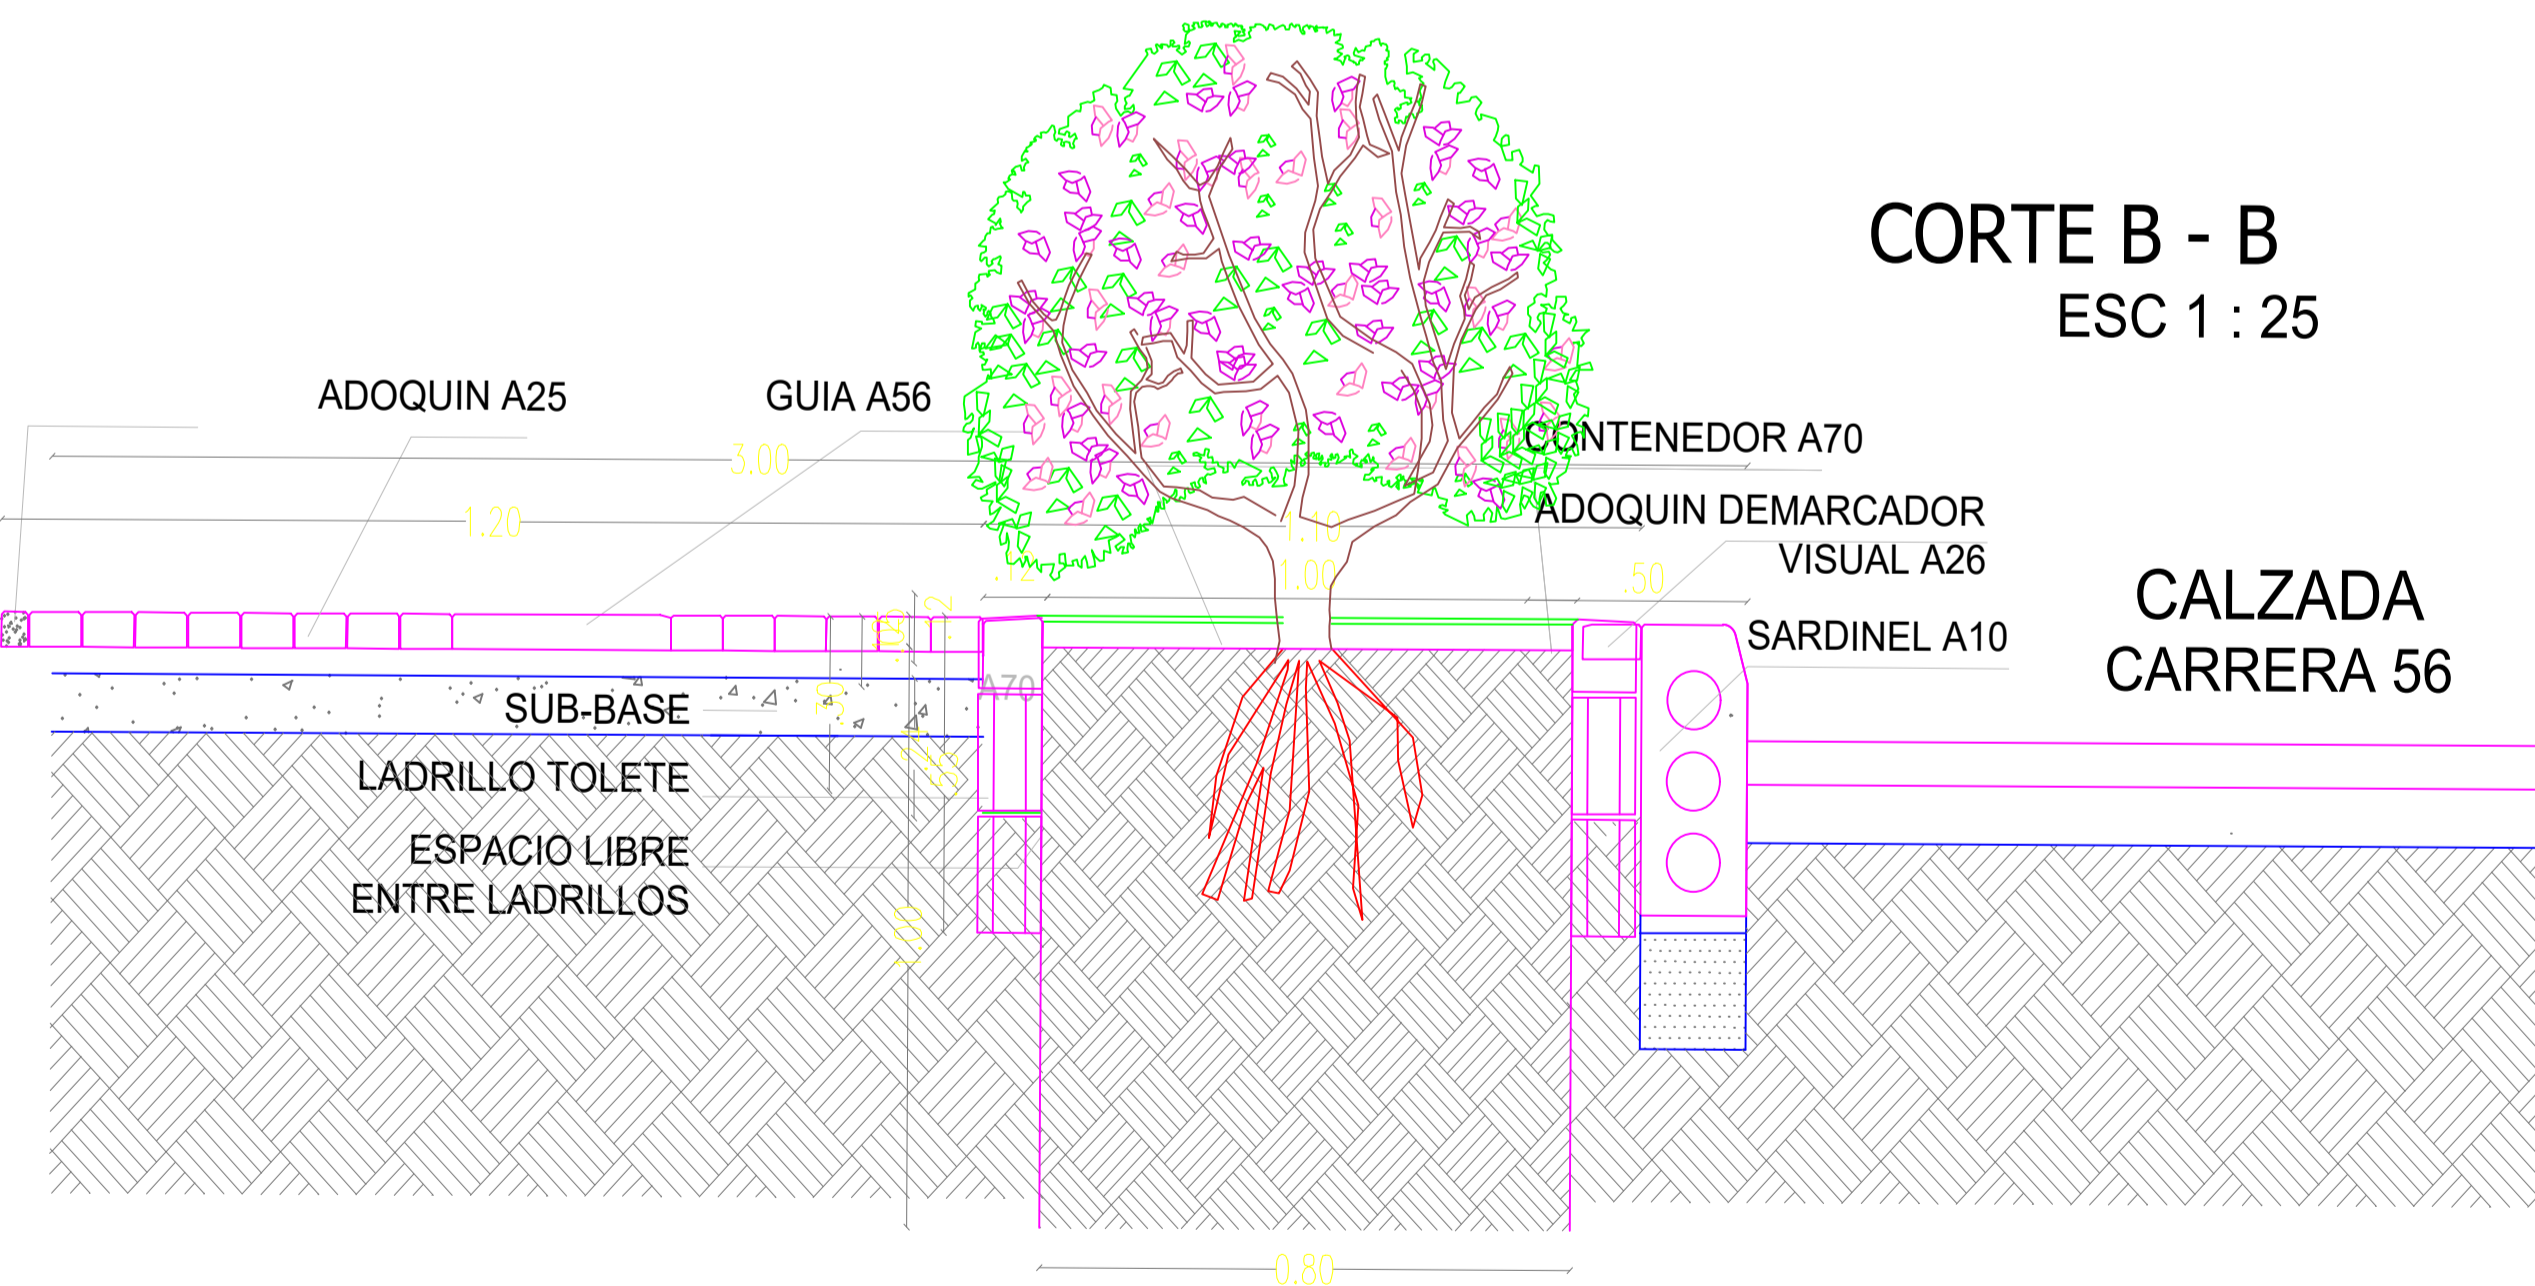 CORTE B - B
ESC 1 : 25
ADOQUIN A25
GUIA A56
CONTENEDOR A70
3.00
ADOQUIN DEMARCADOR
VISUAL A26
1.20
1.10
.12
1.00
.50
CALZADA
CARRERA 56
SARDINEL A10
.12
A70
SUB-BASE
.30
LADRILLO TOLETE
.24
.55
ESPACIO LIBRE
ENTRE LADRILLOS
1.00
0.80